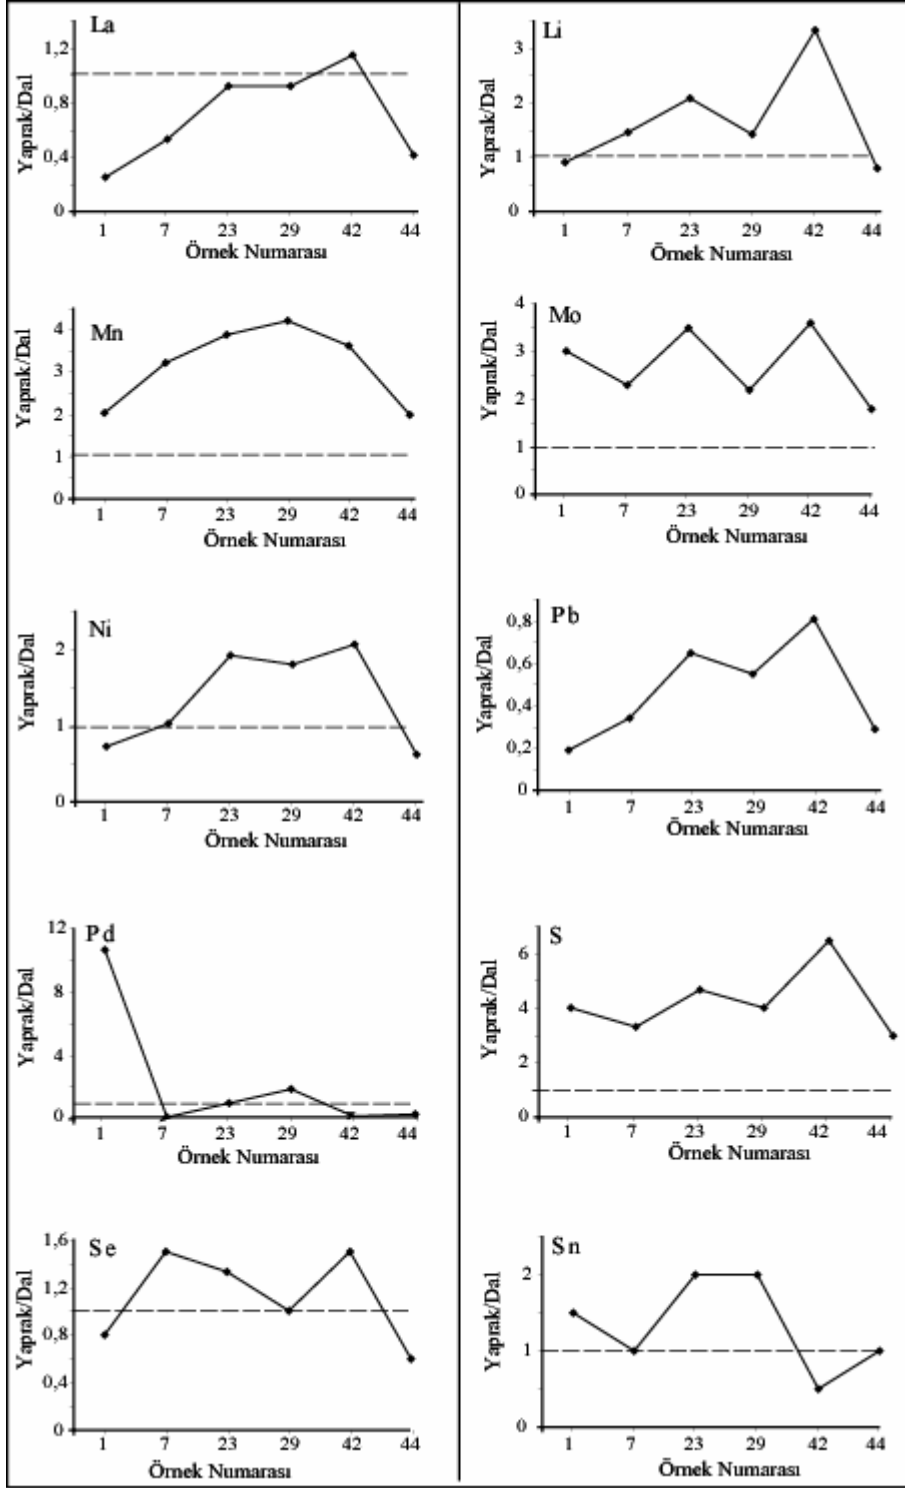 La
Yaprak/Dal
1,2
0,8
0,4
0
1 7 23 29 42 44
Örnek Numarası
Li
Yaprak/Dal
3
2
1
0
1 7 23 29 42 44
Örnek Numarası
Mn
Yaprak/Dal
4
3
2
1
0
1 7 23 29 42 44
Örnek Numarası
Mo
Yaprak/Dal
4
3
2
1
0
1 7 23 29 42 44
Örnek Numarası
Ni
Yaprak/Dal
2
1
0
1 7 23 29 42 44
Örnek Numarası
Pb
Yaprak/Dal
0,8
0,6
0,4
0,2
0
1 7 23 29 42 44
Örnek Numarası
Pd
Yaprak/Dal
12
8
4
0
1 7 23 29 42 44
Örnek Numarası
S
Yaprak/Dal
6
4
2
0
1 7 23 29 42 44
Örnek Numarası
Se
Yaprak/Dal
1,6
1,2
0,8
0,4
0
1 7 23 29 42 44
Örnek Numarası
Sn
Yaprak/Dal
2
1
0
1 7 23 29 42 44
Örnek Numarası